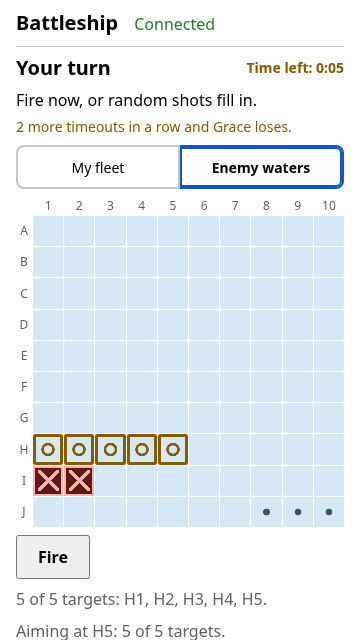 Battleship Connected
Your turn Time left: 0:05
Fire now, or random shots fill in.
2 more timeouts in a row and Grace loses.
My fleet Enemy waters
1 2 3 4 5 6 7 8 9 10
A
B
C
D
E
F
G
H
I
J
Fire
5 of 5 targets: H1, H2, H3, H4, H5.
Aiming at H5: 5 of 5 targets.